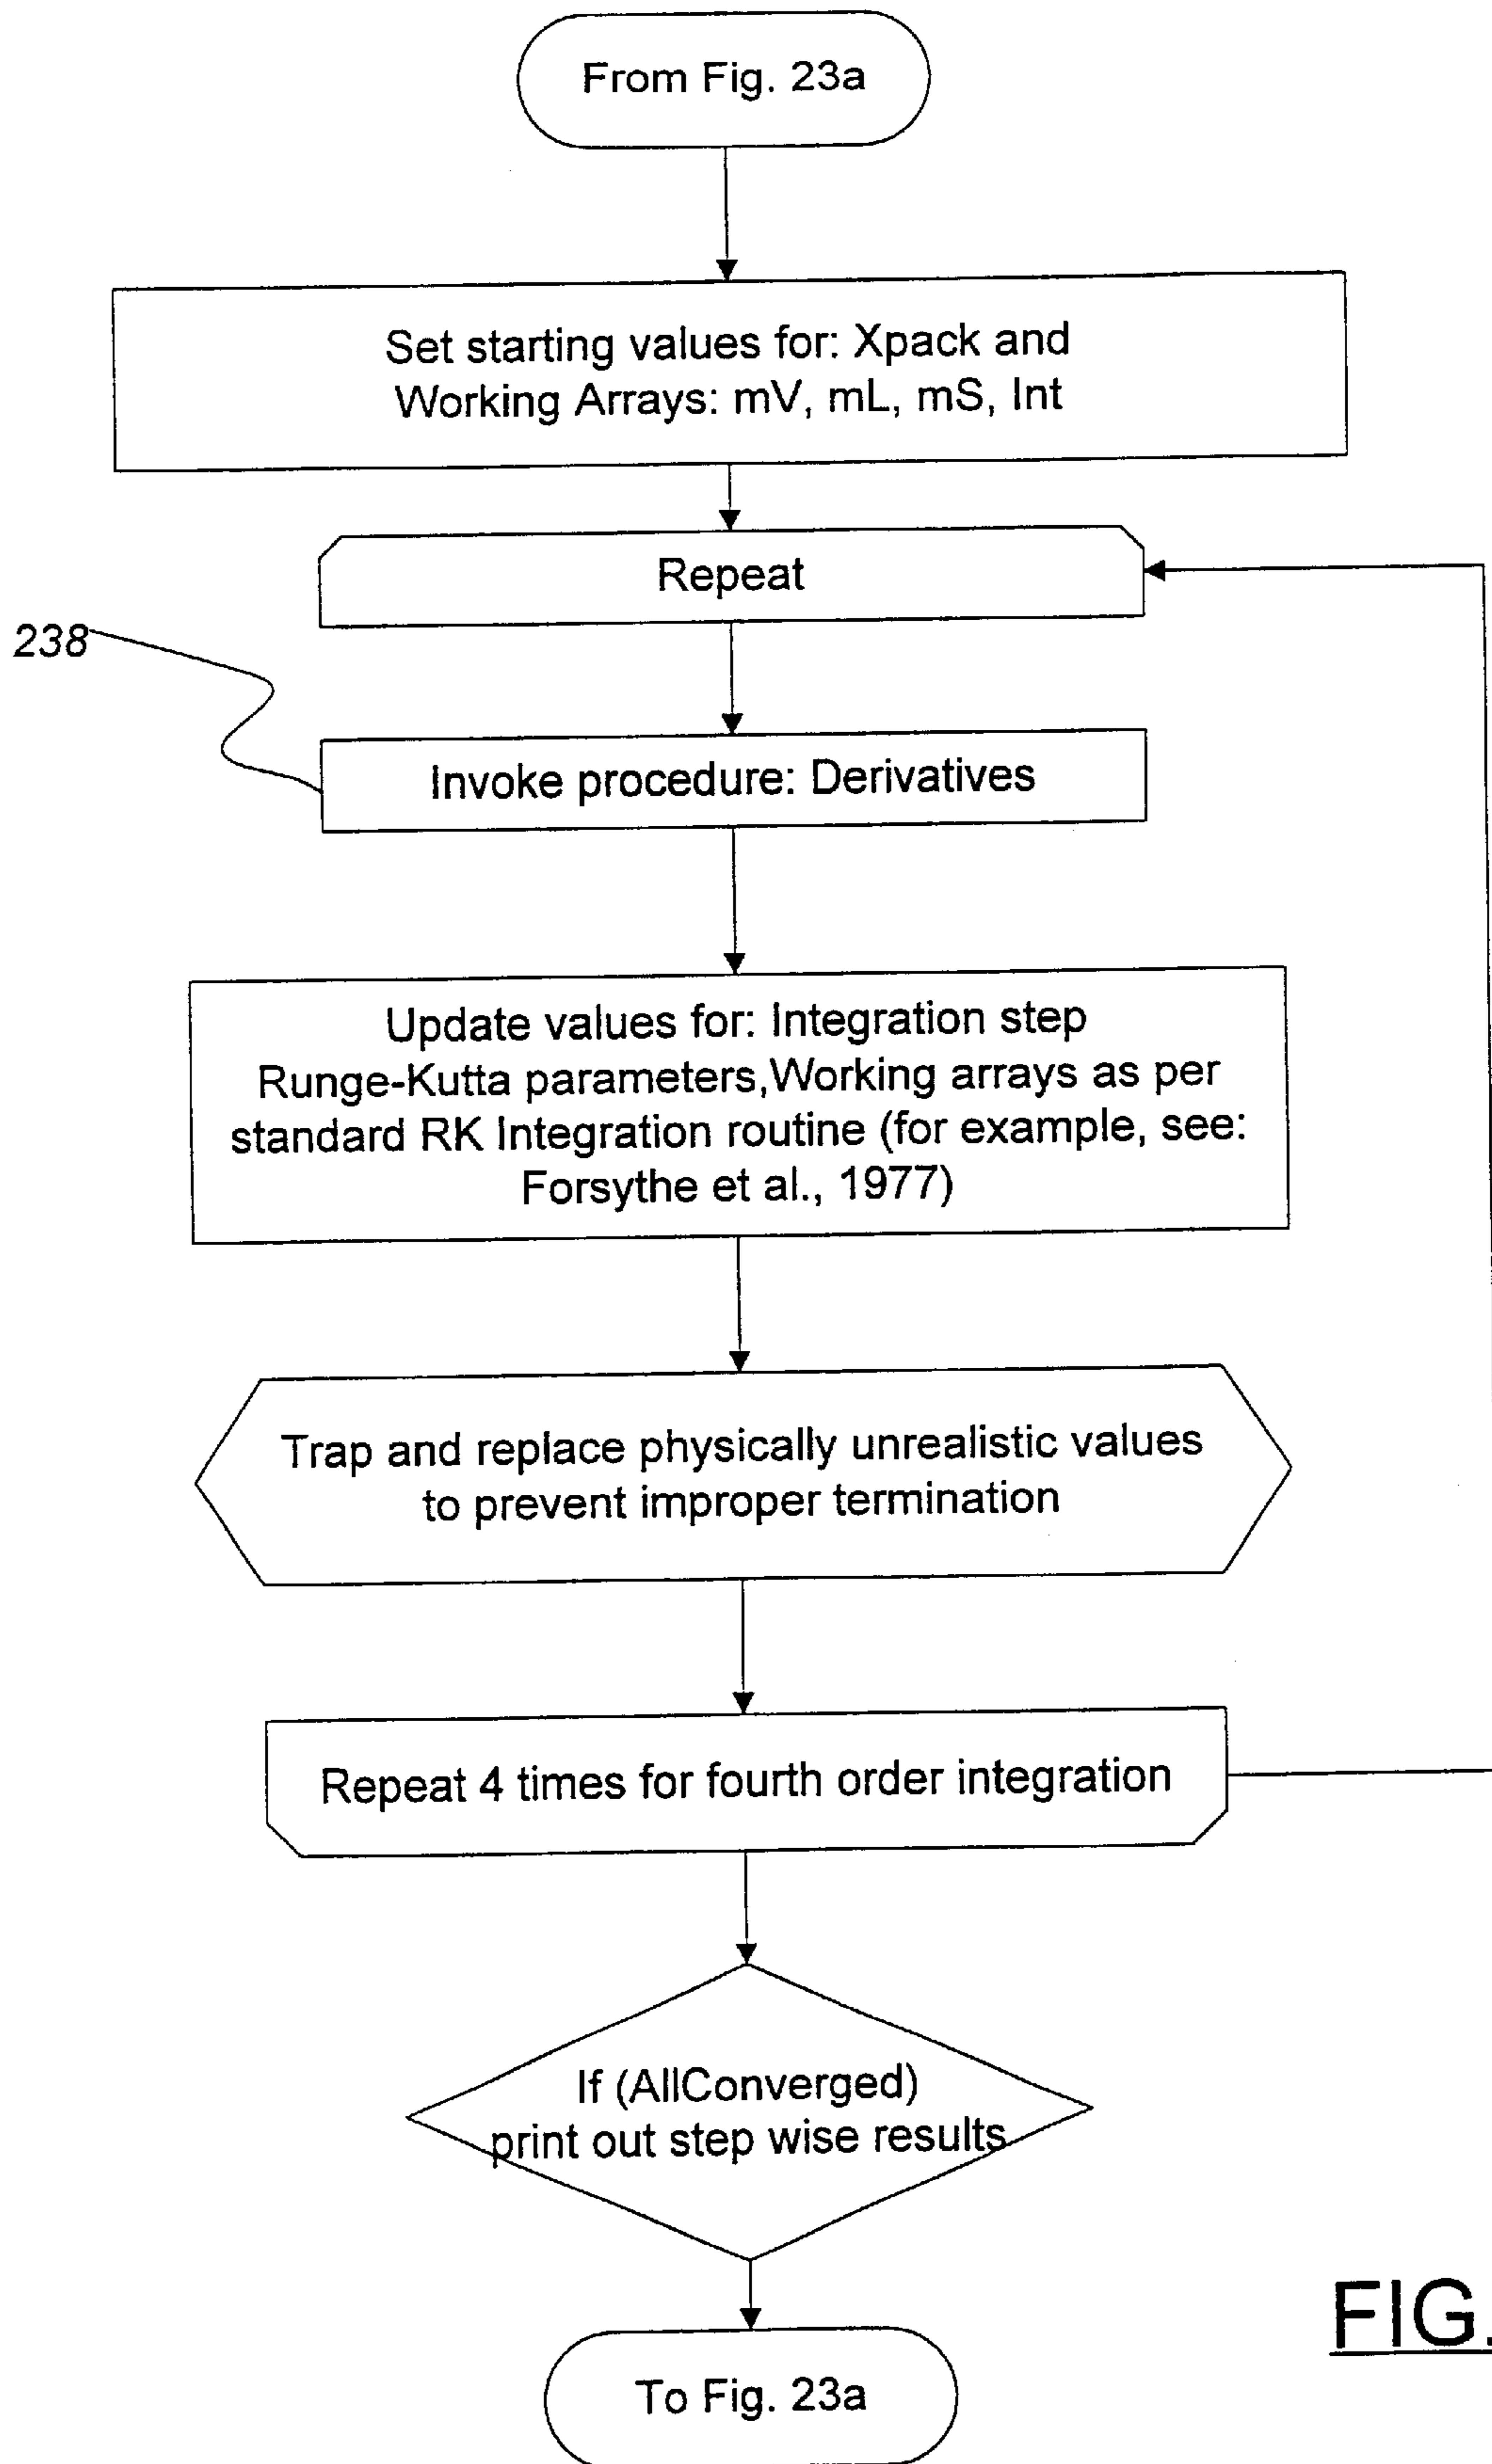 From Fig. 23a
Set starting values for: Xpack and
Working Arrays: mV, mL, mS, Int
Repeat
238
Invoke procedure: Derivatives
Update values for: Integration step
Runge-Kutta parameters,Working arrays as per
standard RK Integration routine (for example, see:
Forsythe et al., 1977)
Trap and replace physically unrealistic values
to prevent improper termination
Repeat 4 times for fourth order integration
If (AllConverged)
print out step wise results
To Fig. 23a
FIG.